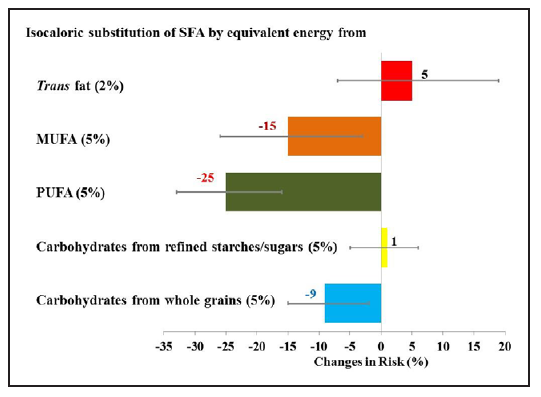 Isocaloric substitution of SFA by equivalent energy from
Trans fat (2%)
5
MUFA (5%)
-15
PUFA (5%)
-25
Carbohydrates from refined starches/sugars (5%)
1
Carbohydrates from whole grains (5%)
-9
-35 -30 -25 -20 -15 -10 -5 0 5 10 15 20
Changes in Risk (%)